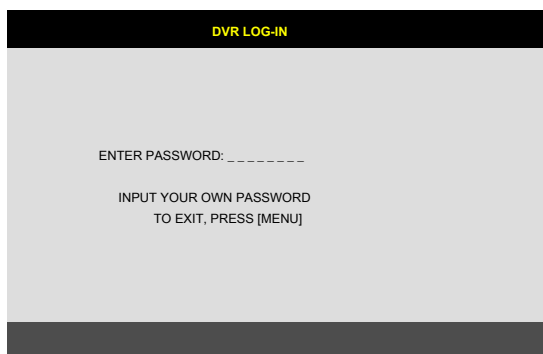 DVR LOG-IN
ENTER PASSWORD: _ _ _ _ _ _ _ _
INPUT YOUR OWN PASSWORD
TO EXIT, PRESS [MENU]